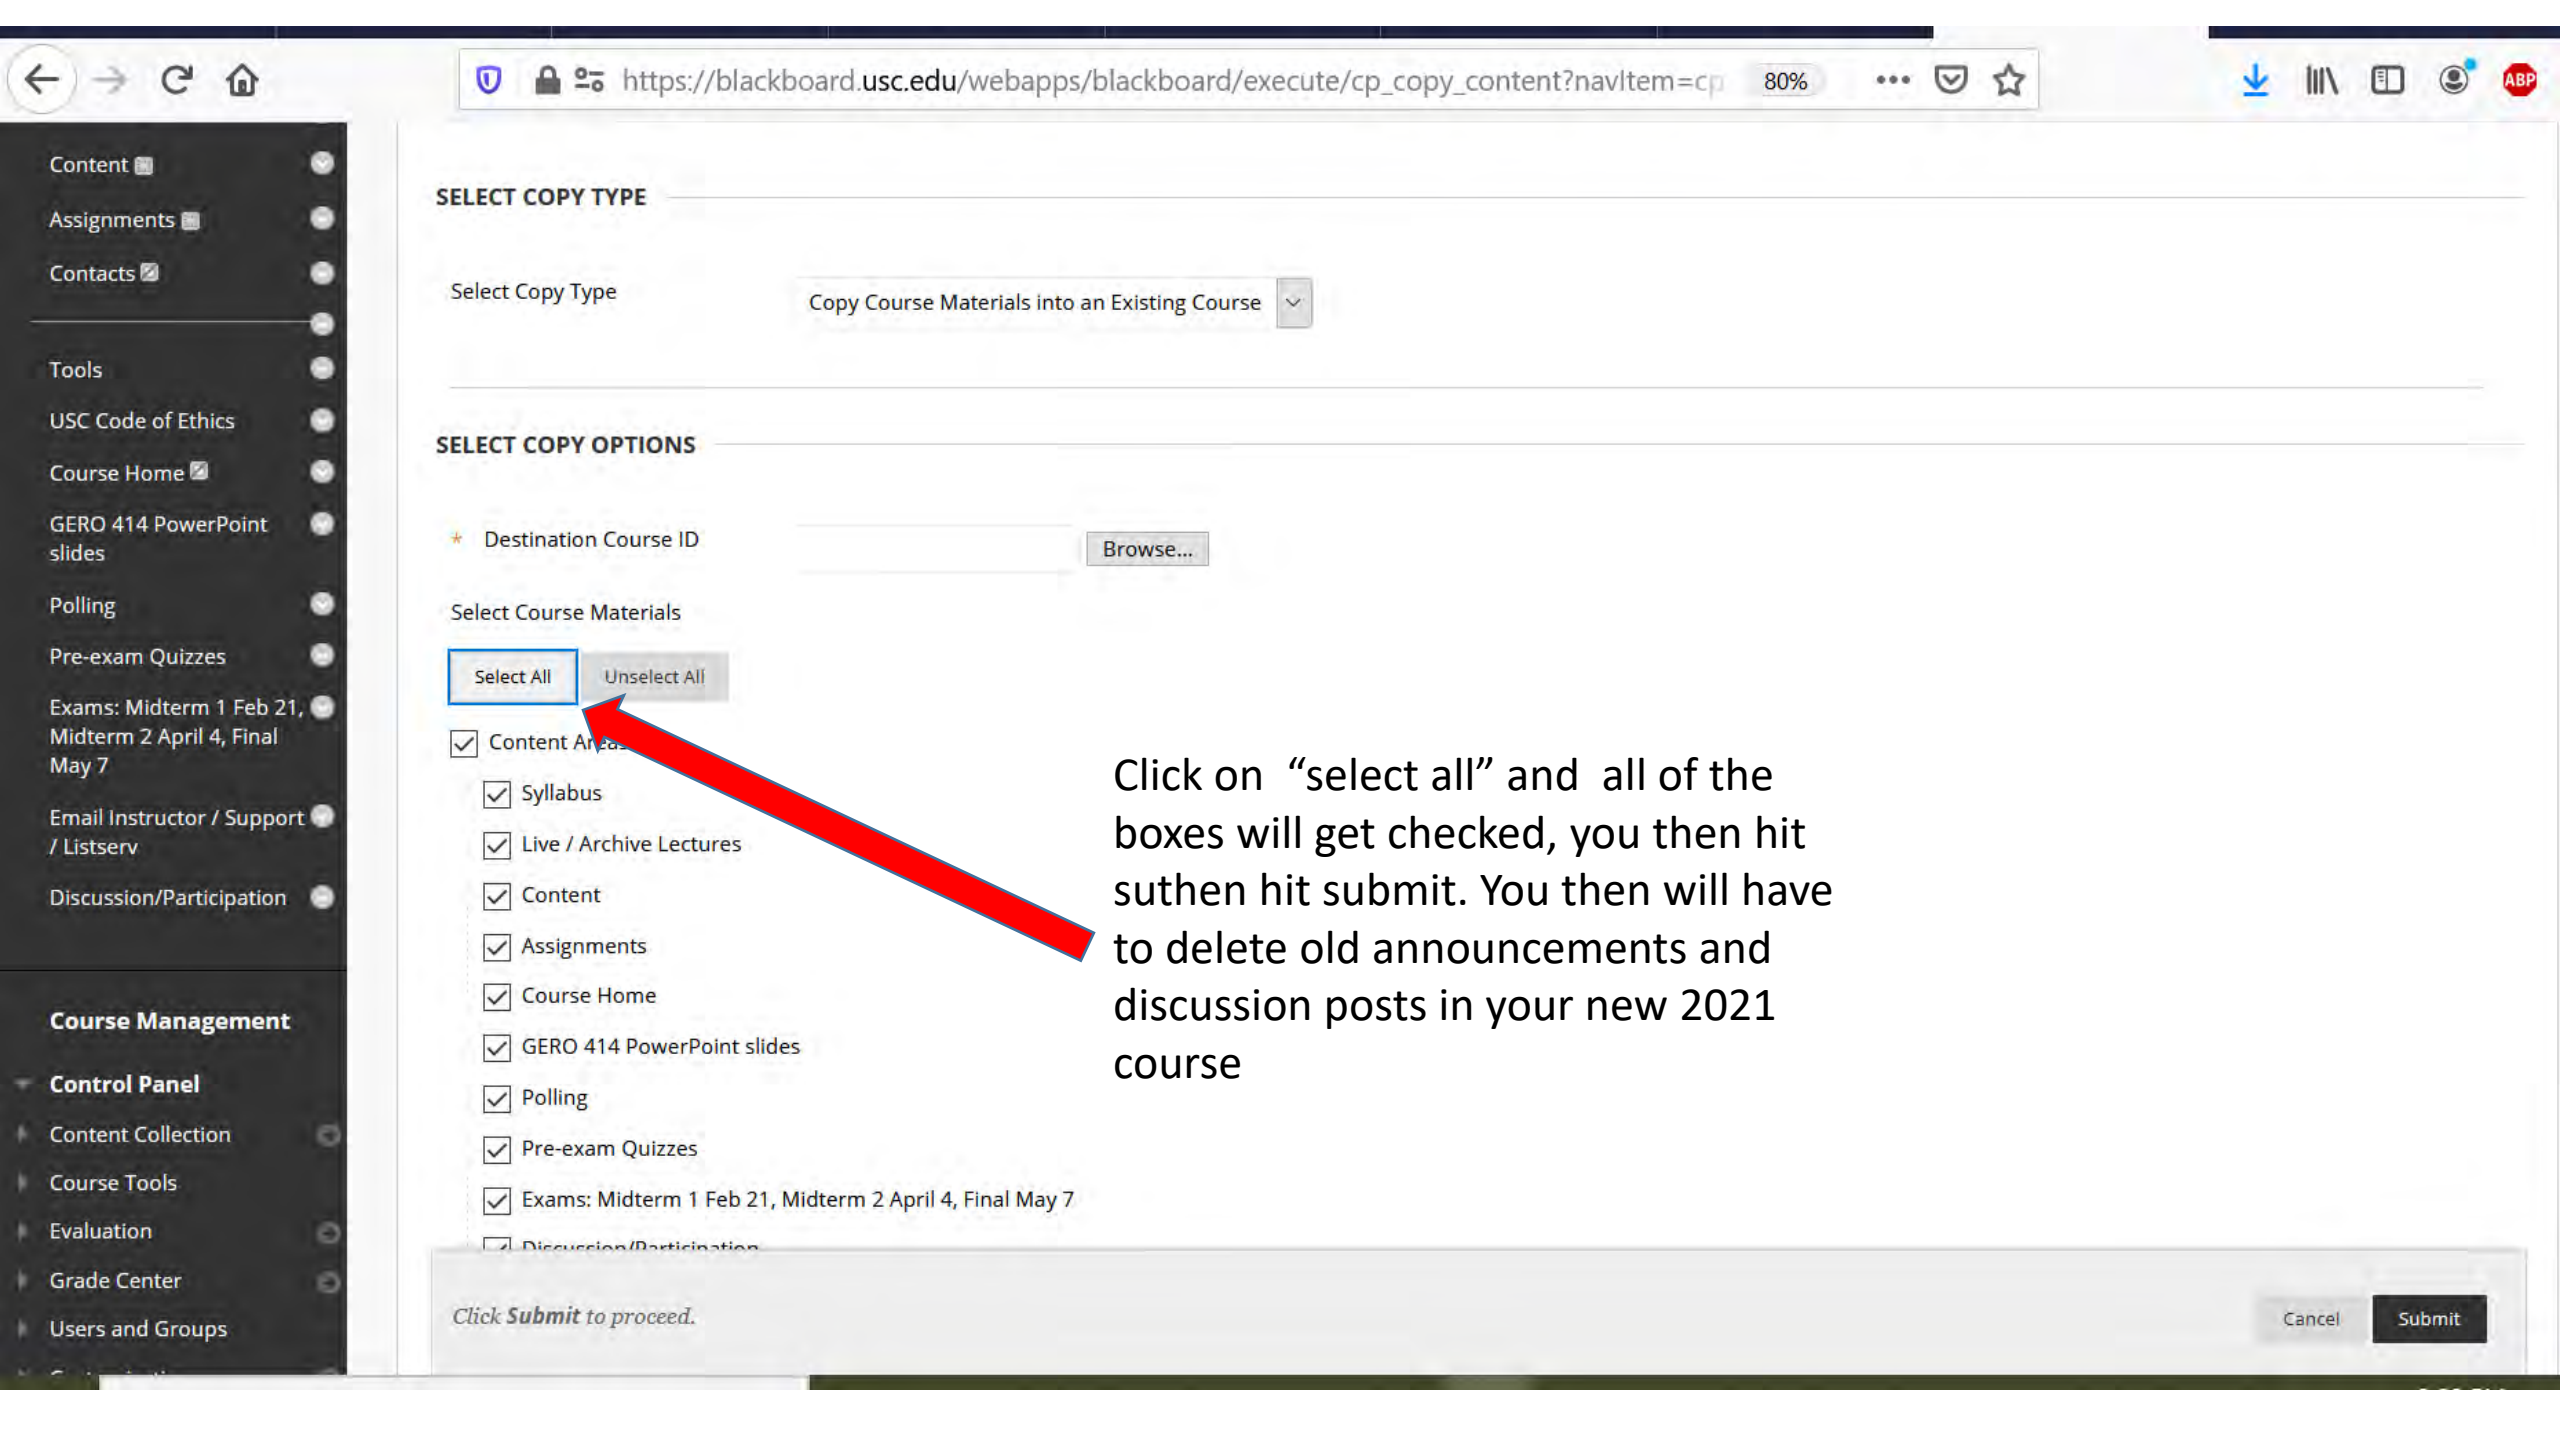 https://blackboard.usc.edu/webapps/blackboard/execute/cp_copy_content?navItem=cp
80%
ABP
Content
Assignments
Contacts
Tools
USC Code of Ethics
Course Home
GERO 414 PowerPoint
slides
Polling
Pre-exam Quizzes
Exams: Midterm 1 Feb 21,
Midterm 2 April 4, Final
May 7
Email Instructor / Support
/ Listserv
Discussion/Participation
Course Management
Control Panel
Content Collection
Course Tools
Evaluation
Grade Center
Users and Groups
SELECT COPY TYPE
Select Copy Type
Copy Course Materials into an Existing Course
SELECT COPY OPTIONS
* Destination Course ID
Browse...
Select Course Materials
Select All
Unselect All
Content Areas
Syllabus
Live / Archive Lectures
Content
Assignments
Course Home
GERO 414 PowerPoint slides
Polling
Pre-exam Quizzes
Exams: Midterm 1 Feb 21, Midterm 2 April 4, Final May 7
Discussion/Participation
Click on “select all” and all of the
boxes will get checked, you then hit
suthen hit submit. You then will have
to delete old announcements and
discussion posts in your new 2021
course
Click Submit to proceed.
Cancel
Submit